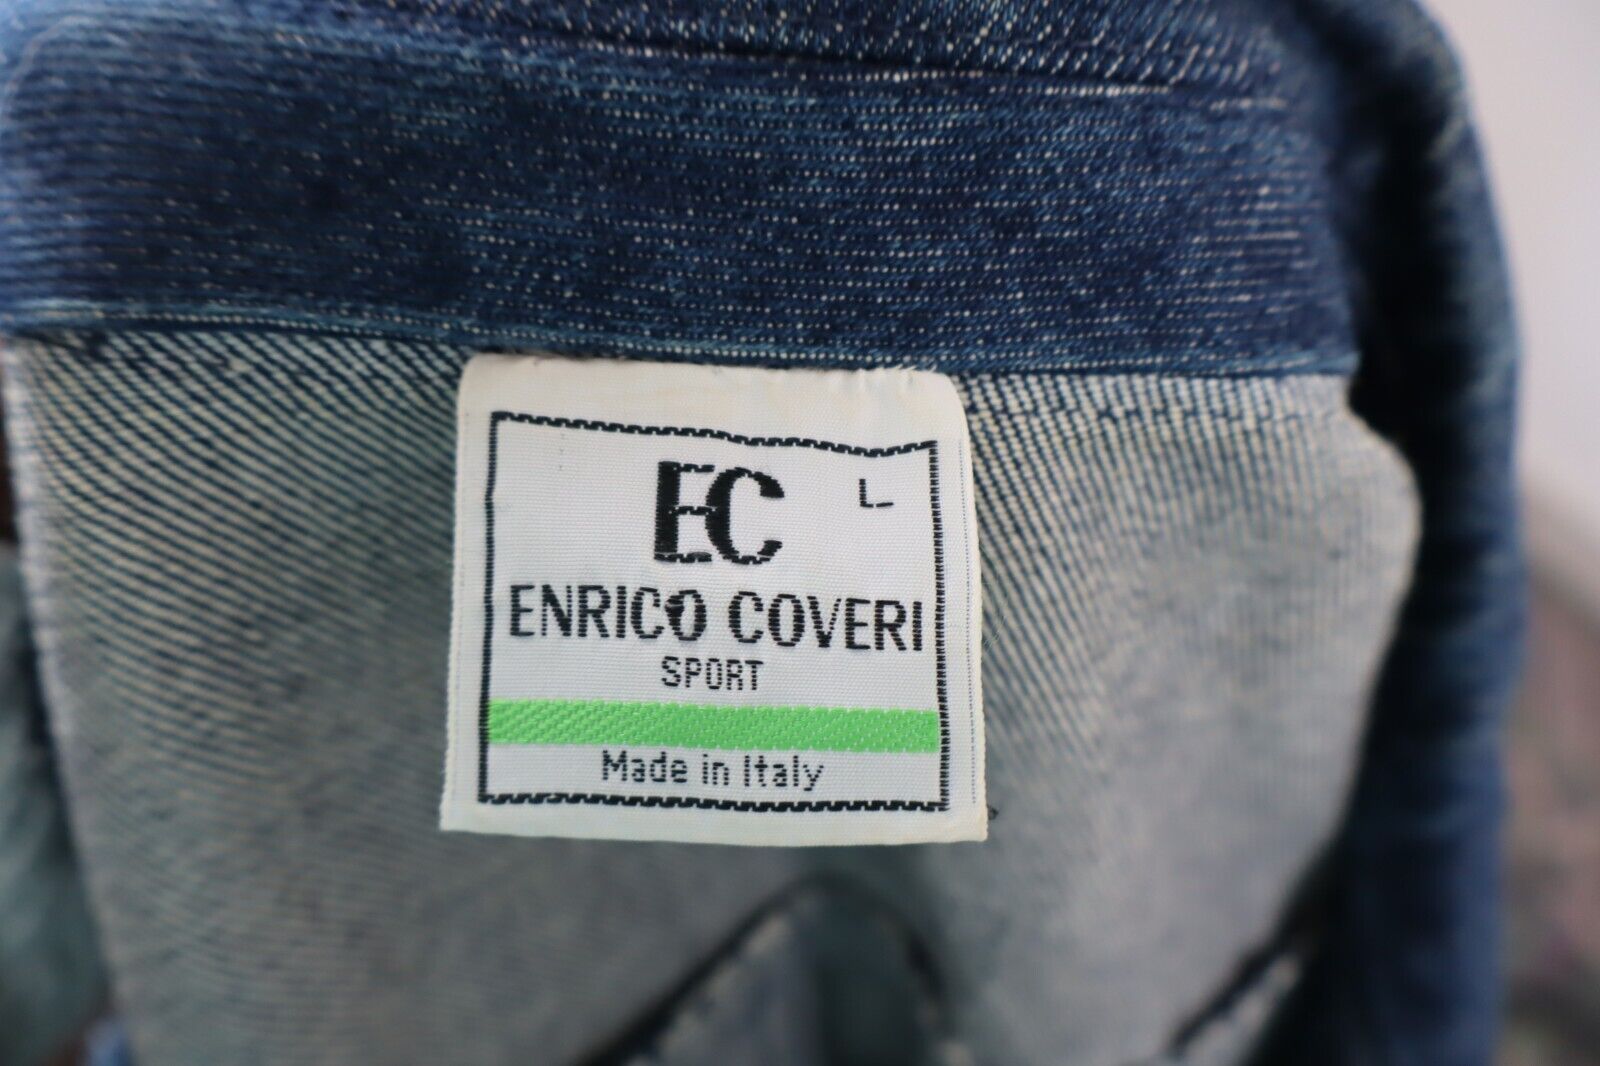 EC L
ENRICO COVERI
SPORT
Made in Italy